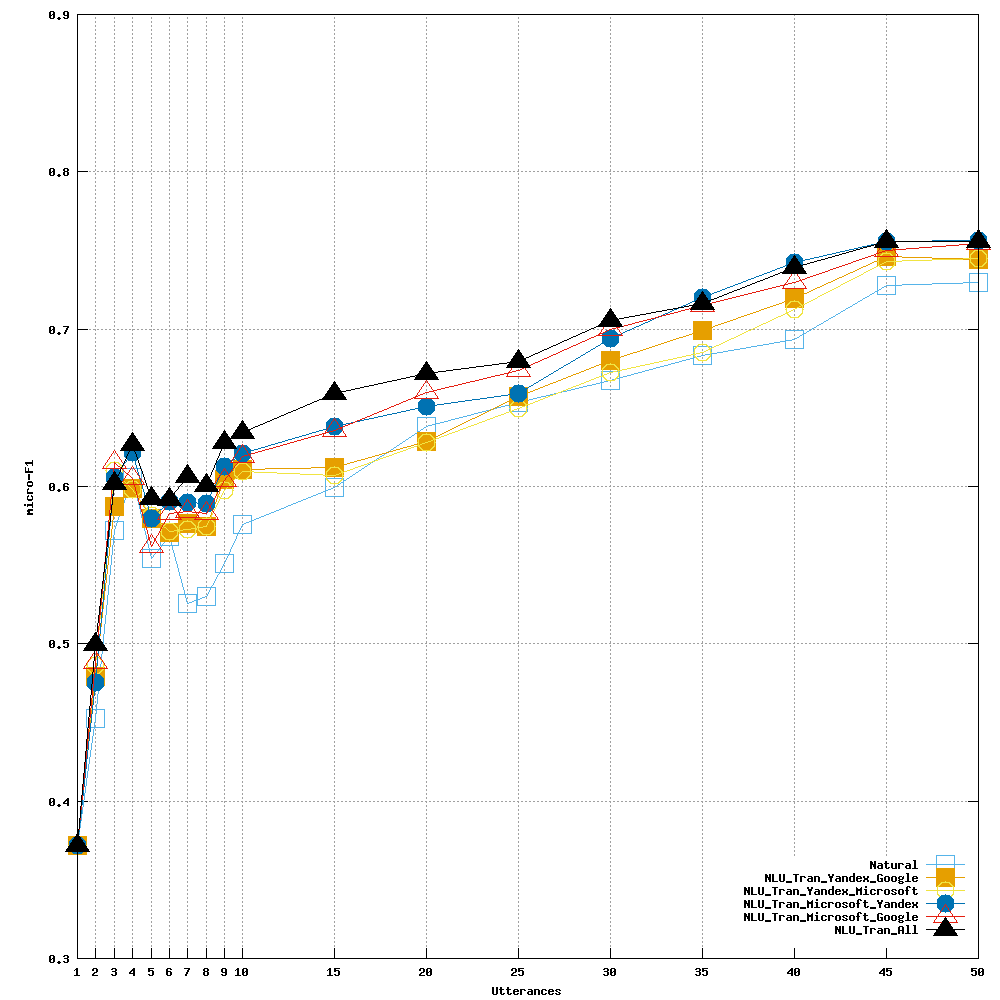 0.9
0.8
0.7
0.6
0.5
0.4
0.3
micro-F1
Natural
NLU_Tran_Yandex_Google
NLU_Tran_Yandex_Microsoft
NLU_Tran_Microsoft_Yandex
NLU_Tran_Microsoft_Google
NLU_Tran_All
1 2 3 4 5 6 7 8 9 10 15 20 25 30 35 40 45 50
Utterances